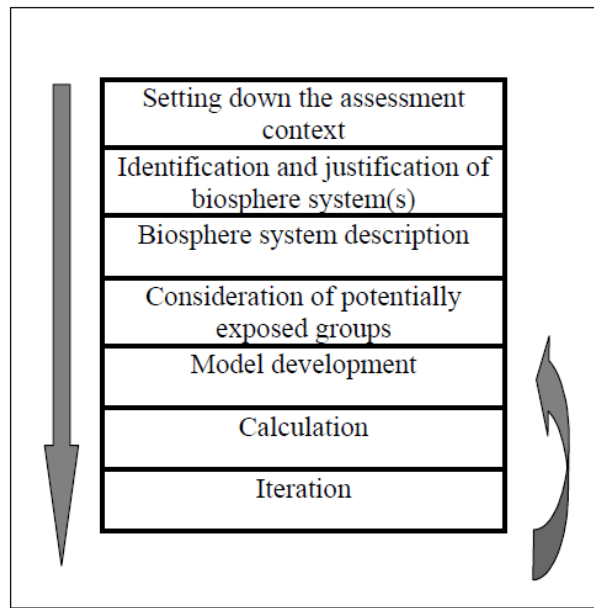 Setting down the assessment
context
Identification and justification of
biosphere system(s)
Biosphere system description
Consideration of potentially
exposed groups
Model development
Calculation
Iteration